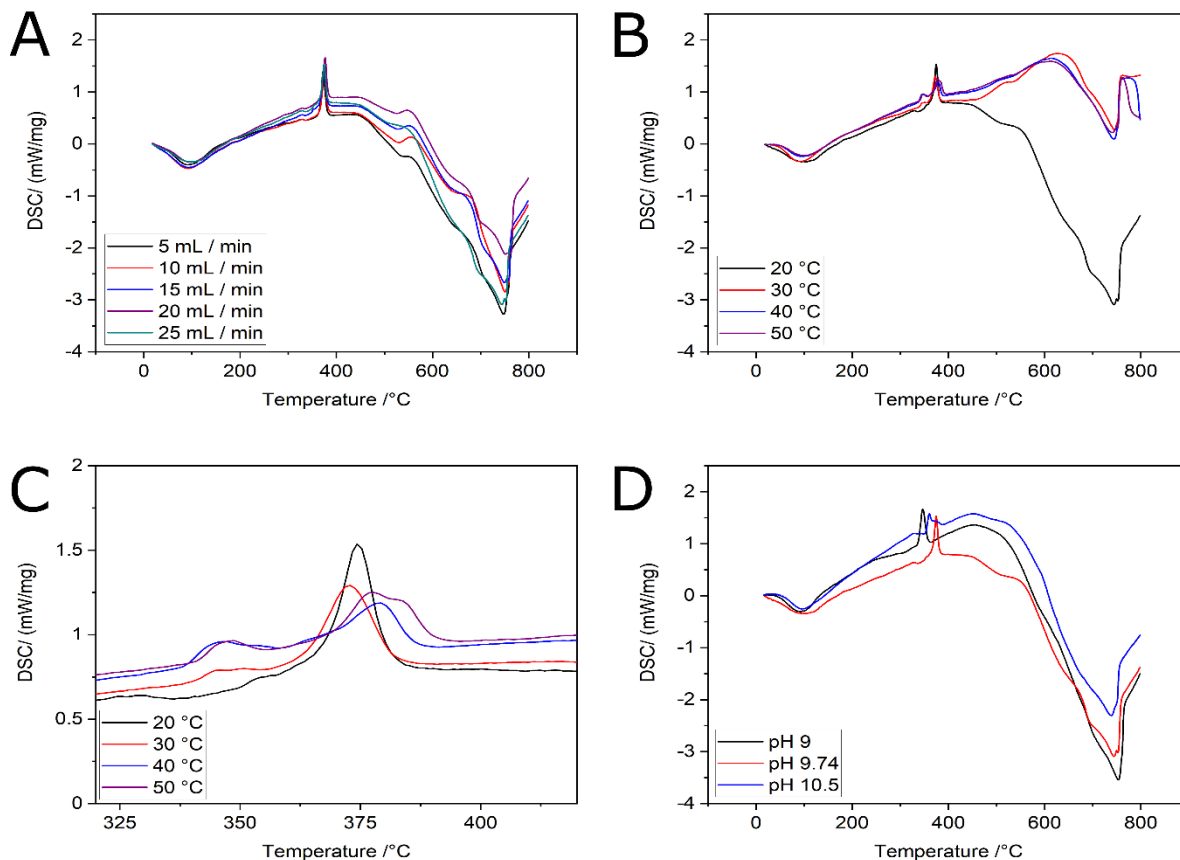 A
2
1
0
-1
-2
-3
-4
DSC/ (mW/mg)
5 mL / min
10 mL / min
15 mL / min
20 mL / min
25 mL / min
0 200 400 600 800
Temperature /°C
B
2
1
0
-1
-2
-3
-4
DSC/ (mW/mg)
20 °C
30 °C
40 °C
50 °C
0 200 400 600 800
Temperature /°C
C
2
1.5
1
0.5
0
DSC/ (mW/mg)
20 °C
30 °C
40 °C
50 °C
325 350 375 400
Temperature /°C
D
2
1
0
-1
-2
-3
-4
DSC/ (mW/mg)
pH 9
pH 9.74
pH 10.5
0 200 400 600 800
Temperature /°C